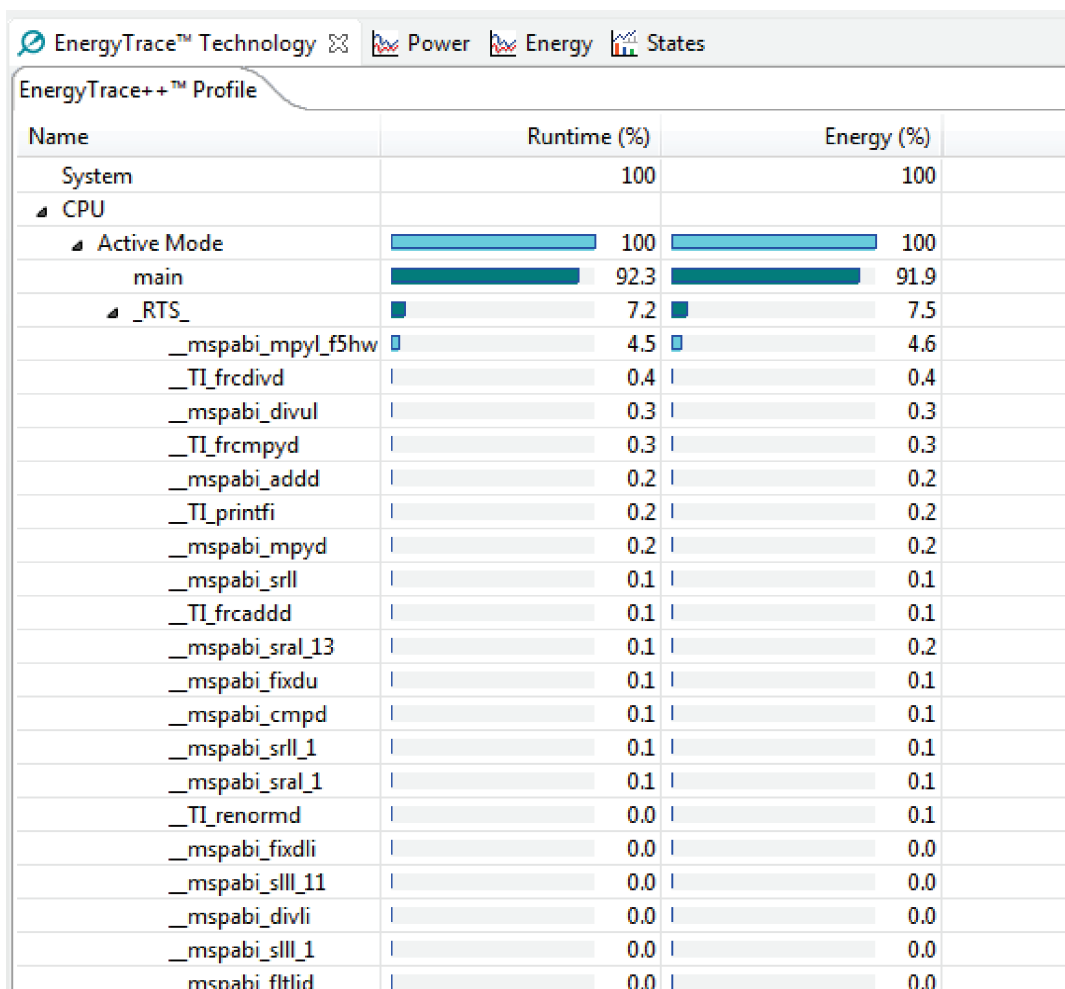 EnergyTrace™ Technology Power Energy States
EnergyTrace++™ Profile
Name Runtime (%) Energy (%)
System 100 100
CPU
Active Mode 100 100
main 92.3 91.9
_RTS_ 7.2 7.5
__mspabi_mpyl_f5hw 4.5 4.6
__TI_frcdivd 0.4 0.4
__mspabi_divul 0.3 0.3
__TI_frcmpyd 0.3 0.3
__mspabi_addd 0.2 0.2
__TI_printfi 0.2 0.2
__mspabi_mpyd 0.2 0.2
__mspabi_srll 0.1 0.1
__TI_frcaddd 0.1 0.1
__mspabi_sral_13 0.1 0.2
__mspabi_fixdu 0.1 0.1
__mspabi_cmpd 0.1 0.1
__mspabi_srll_1 0.1 0.1
__mspabi_sral_1 0.1 0.1
__TI_renormd 0.0 0.1
__mspabi_fixdli 0.0 0.0
__mspabi_slll_11 0.0 0.0
__mspabi_divli 0.0 0.0
__mspabi_slll_1 0.0 0.0
__mspabi_fltlid 0.0 0.0